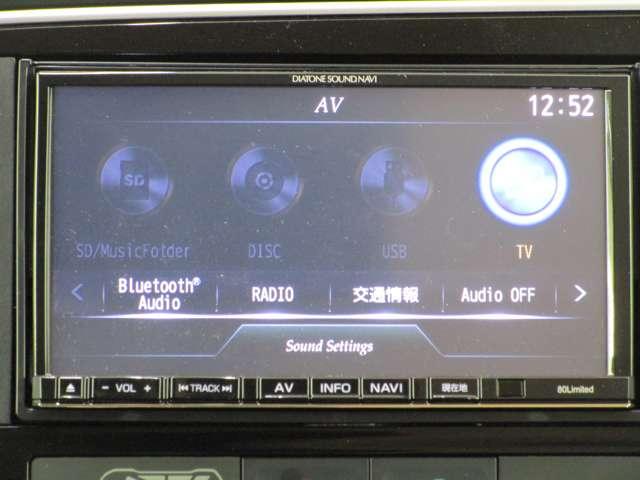 DIATONE SOUND.NAVI
AV
12:52
SD
SD/MusicFolder
DISC
USB
TV
Bluetooth® Audio
RADIO
交通情報
Audio OFF
Sound Settings
− VOL +
TRACK
AV
INFO
NAVI
現在地
80Limited